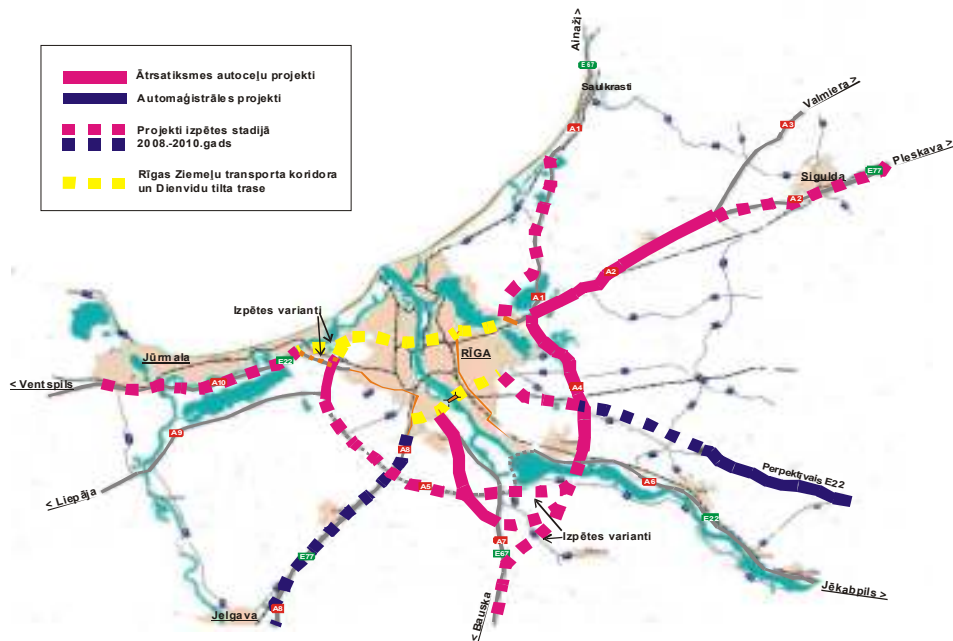 Ātrsatiksmes autoceļu projekti
Automaģistrāles projekti
Projekti izpētes stadijā
2008.-2010.gads
Rīgas Ziemeļu transporta koridora
un Dienvidu tilta trase
Ainaži >
E67
Saulkrasti
A1
Valmiera >
A3
Pleskava >
E77
Sigulda
A2
A2
A1
Izpētes varianti
RĪGA
Jūrmala
E22
< Ventspils
A10
A4
A9
A8
Perpektīvais E22
< Liepāja
A5
A6
E22
Izpētes varianti
A7
E67
E77
Jēkabpils >
A8
Jelgava
< Bauska